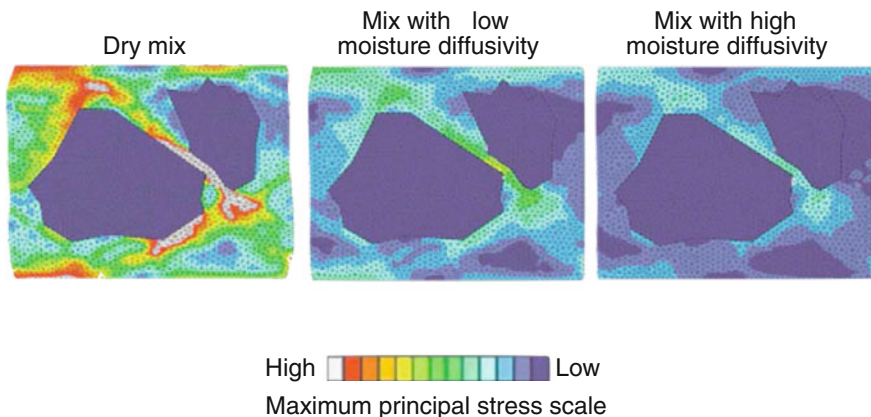 Dry mix
Mix with low
moisture diffusivity
Mix with high
moisture diffusivity
High
Low
Maximum principal stress scale